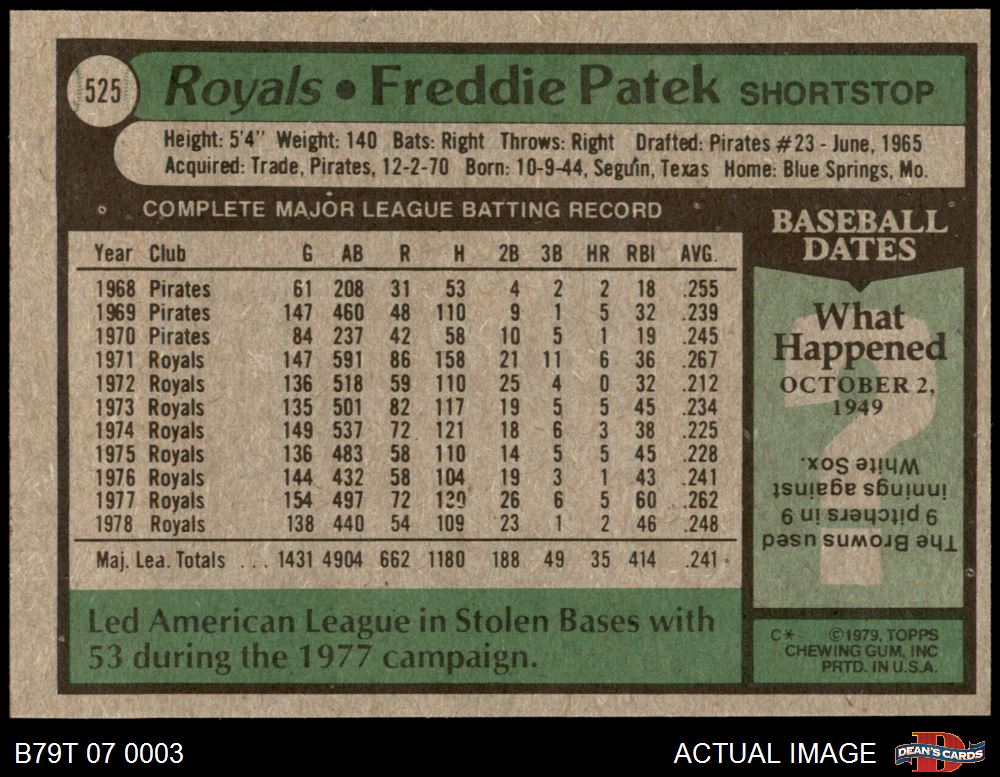 525
Royals • Freddie Patek SHORTSTOP
Height: 5'4" Weight: 140 Bats: Right Throws: Right Drafted: Pirates #23 - June, 1965
Acquired: Trade, Pirates, 12-2-70 Born: 10-9-44, Seguin, Texas Home: Blue Springs, Mo.
COMPLETE MAJOR LEAGUE BATTING RECORD
Year Club G AB R H 2B 3B HR RBI AVG.
1968 Pirates 61 208 31 53 4 2 2 18 .255
1969 Pirates 147 460 48 110 9 1 5 32 .239
1970 Pirates 84 237 42 58 10 5 1 19 .245
1971 Royals 147 591 86 158 21 11 6 36 .267
1972 Royals 136 518 59 110 25 4 0 32 .212
1973 Royals 135 501 82 117 19 5 5 45 .234
1974 Royals 149 537 72 121 18 6 3 38 .225
1975 Royals 136 483 58 110 14 5 5 45 .228
1976 Royals 144 432 58 104 19 3 1 43 .241
1977 Royals 154 497 72 130 26 6 5 60 .262
1978 Royals 138 440 54 109 23 1 2 46 .248
Maj. Lea. Totals . . . 1431 4904 662 1180 188 49 35 414 .241
Led American League in Stolen Bases with
53 during the 1977 campaign.
BASEBALL
DATES
What
Happened
OCTOBER 2,
1949
?
The Browns used
9 pitchers in 9
innings against
White Sox.
C* ©1979, TOPPS
CHEWING GUM, INC
PRTD. IN U.S.A.
B79T 07 0003
ACTUAL IMAGE
D
DEAN'S CARDS